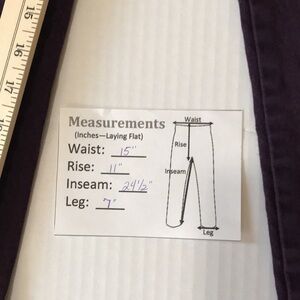 Measurements
(Inches—Laying Flat)
Waist: 15"
Rise: 11"
Inseam: 24½"
Leg: 7"
Waist
Rise
Inseam
Leg
17
16
15